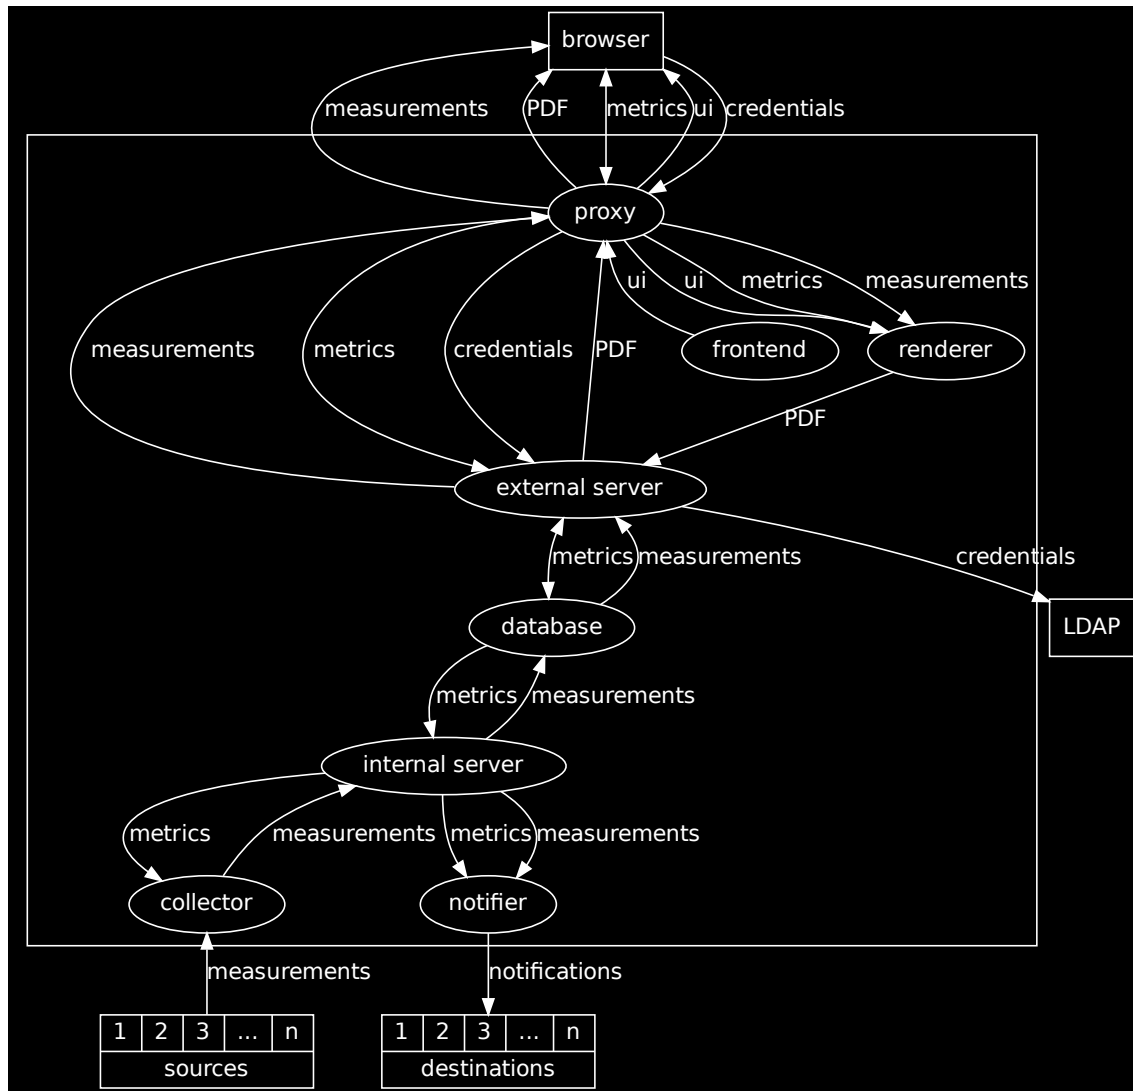 browser
measurements
PDF
metrics
ui
credentials
proxy
ui
ui
metrics
measurements
measurements
metrics
credentials
PDF
frontend
renderer
PDF
external server
metrics
measurements
credentials
database
LDAP
metrics
measurements
internal server
metrics
measurements
metrics
measurements
collector
notifier
measurements
notifications
1 2 3 ... n
sources
1 2 3 ... n
destinations